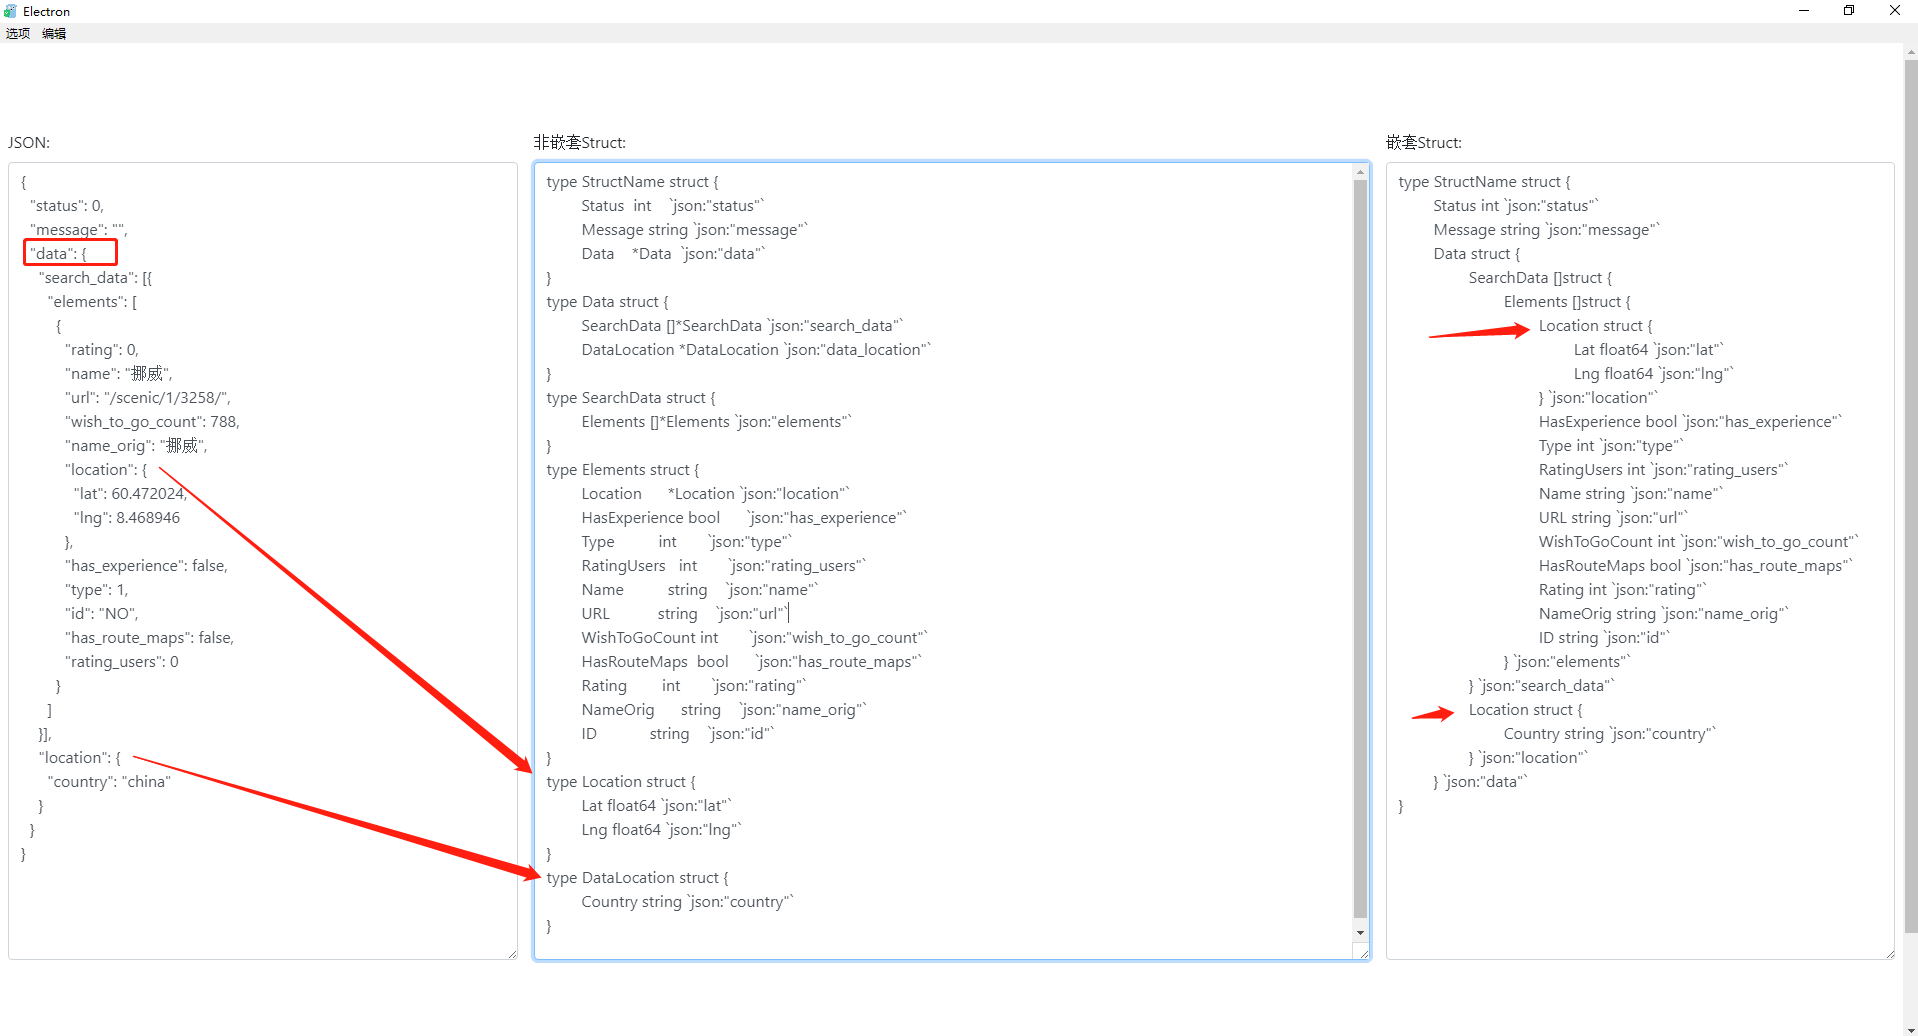 Electron
选项 编辑
JSON:
{
"status": 0,
"message": "",
"data": {
"search_data": [{
"elements": [
{
"rating": 0,
"name": "挪威",
"url": "/scenic/1/3258/",
"wish_to_go_count": 788,
"name_orig": "挪威",
"location": {
"lat": 60.472024,
"lng": 8.468946
},
"has_experience": false,
"type": 1,
"id": "NO",
"has_route_maps": false,
"rating_users": 0
}
]
}],
"location": {
"country": "china"
}
}
}
非嵌套Struct:
type StructName struct {
Status int `json:"status"`
Message string `json:"message"`
Data *Data `json:"data"`
}
type Data struct {
SearchData []*SearchData `json:"search_data"`
DataLocation *DataLocation `json:"data_location"`
}
type SearchData struct {
Elements []*Elements `json:"elements"`
}
type Elements struct {
Location *Location `json:"location"`
HasExperience bool `json:"has_experience"`
Type int `json:"type"`
RatingUsers int `json:"rating_users"`
Name string `json:"name"`
URL string `json:"url"`
WishToGoCount int `json:"wish_to_go_count"`
HasRouteMaps bool `json:"has_route_maps"`
Rating int `json:"rating"`
NameOrig string `json:"name_orig"`
ID string `json:"id"`
}
type Location struct {
Lat float64 `json:"lat"`
Lng float64 `json:"lng"`
}
type DataLocation struct {
Country string `json:"country"`
}
嵌套Struct:
type StructName struct {
Status int `json:"status"`
Message string `json:"message"`
Data struct {
SearchData []struct {
Elements []struct {
Location struct {
Lat float64 `json:"lat"`
Lng float64 `json:"lng"`
} `json:"location"`
HasExperience bool `json:"has_experience"`
Type int `json:"type"`
RatingUsers int `json:"rating_users"`
Name string `json:"name"`
URL string `json:"url"`
WishToGoCount int `json:"wish_to_go_count"`
HasRouteMaps bool `json:"has_route_maps"`
Rating int `json:"rating"`
NameOrig string `json:"name_orig"`
ID string `json:"id"`
} `json:"elements"`
} `json:"search_data"`
Location struct {
Country string `json:"country"`
} `json:"location"`
} `json:"data"`
}